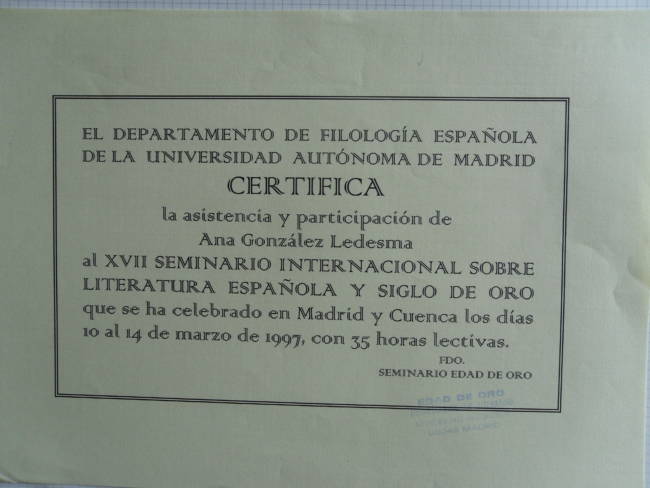 EL DEPARTAMENTO DE FILOLOGÍA ESPAÑOLA
DE LA UNIVERSIDAD AUTÓNOMA DE MADRID
CERTIFICA
la asistencia y participación de
Ana González Ledesma
al XVII SEMINARIO INTERNACIONAL SOBRE
LITERATURA ESPAÑOLA Y SIGLO DE ORO
que se ha celebrado en Madrid y Cuenca los días
10 al 14 de marzo de 1997, con 35 horas lectivas.
FDO.
SEMINARIO EDAD DE ORO
EDAD DE ORO
MADRID